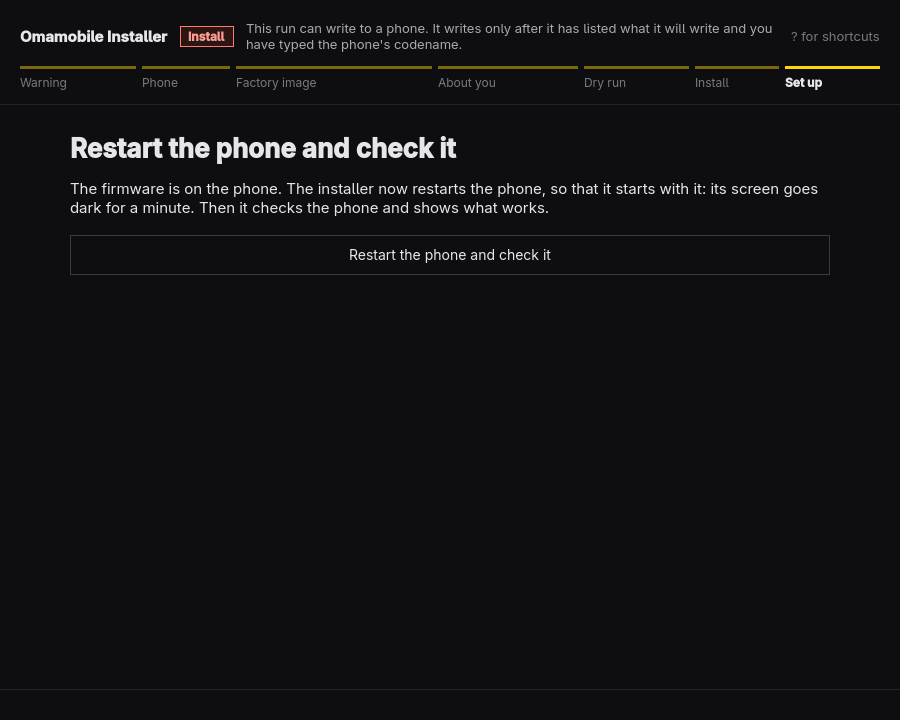 Omamobile Installer
Install
This run can write to a phone. It writes only after it has listed what it will write and you
have typed the phone's codename.
? for shortcuts
Warning
Phone
Factory image
About you
Dry run
Install
Set up
Restart the phone and check it
The firmware is on the phone. The installer now restarts the phone, so that it starts with it: its screen goes
dark for a minute. Then it checks the phone and shows what works.
Restart the phone and check it